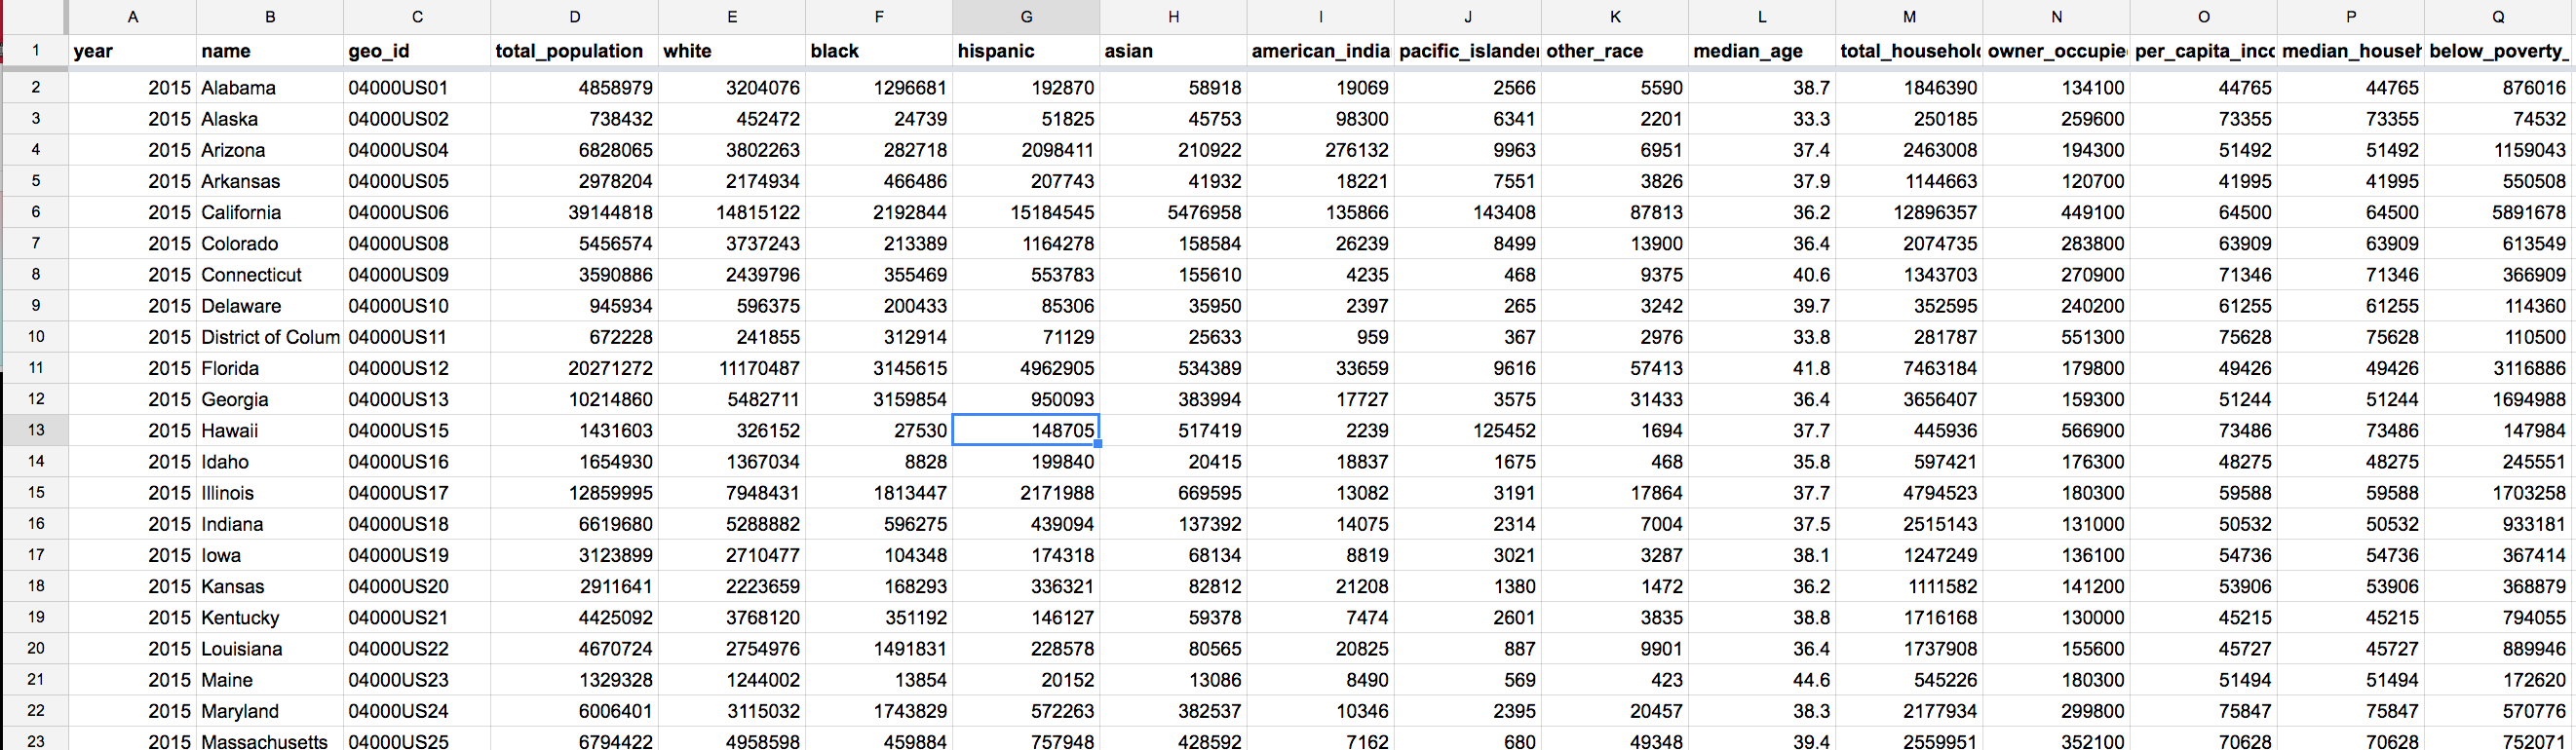 A B C D E F G H I J K L M N O P Q
1 year name geo_id total_population white black hispanic asian american_india pacific_islander other_race median_age total_househol owner_occupie per_capita_inc median_househ below_poverty_
2 2015 Alabama 04000US01 4858979 3204076 1296681 192870 58918 19069 2566 5590 38.7 1846390 134100 44765 44765 876016
3 2015 Alaska 04000US02 738432 452472 24739 51825 45753 98300 6341 2201 33.3 250185 259600 73355 73355 74532
4 2015 Arizona 04000US04 6828065 3802263 282718 2098411 210922 276132 9963 6951 37.4 2463008 194300 51492 51492 1159043
5 2015 Arkansas 04000US05 2978204 2174934 466486 207743 41932 18221 7551 3826 37.9 1144663 120700 41995 41995 550508
6 2015 California 04000US06 39144818 14815122 2192844 15184545 5476958 135866 143408 87813 36.2 12896357 449100 64500 64500 5891678
7 2015 Colorado 04000US08 5456574 3737243 213389 1164278 158584 26239 8499 13900 36.4 2074735 283800 63909 63909 613549
8 2015 Connecticut 04000US09 3590886 2439796 355469 553783 155610 4235 468 9375 40.6 1343703 270900 71346 71346 366909
9 2015 Delaware 04000US10 945934 596375 200433 85306 35950 2397 265 3242 39.7 352595 240200 61255 61255 114360
10 2015 District of Colum 04000US11 672228 241855 312914 71129 25633 959 367 2976 33.8 281787 551300 75628 75628 110500
11 2015 Florida 04000US12 20271272 11170487 3145615 4962905 534389 33659 9616 57413 41.8 7463184 179800 49426 49426 3116886
12 2015 Georgia 04000US13 10214860 5482711 3159854 950093 383994 17727 3575 31433 36.4 3656407 159300 51244 51244 1694988
13 2015 Hawaii 04000US15 1431603 326152 27530 148705 517419 2239 125452 1694 37.7 445936 566900 73486 73486 147984
14 2015 Idaho 04000US16 1654930 1367034 8828 199840 20415 18837 1675 468 35.8 597421 176300 48275 48275 245551
15 2015 Illinois 04000US17 12859995 7948431 1813447 2171988 669595 13082 3191 17864 37.7 4794523 180300 59588 59588 1703258
16 2015 Indiana 04000US18 6619680 5288882 596275 439094 137392 14075 2314 7004 37.5 2515143 131000 50532 50532 933181
17 2015 Iowa 04000US19 3123899 2710477 104348 174318 68134 8819 3021 3287 38.1 1247249 136100 54736 54736 367414
18 2015 Kansas 04000US20 2911641 2223659 168293 336321 82812 21208 1380 1472 36.2 1111582 141200 53906 53906 368879
19 2015 Kentucky 04000US21 4425092 3768120 351192 146127 59378 7474 2601 3835 38.8 1716168 130000 45215 45215 794055
20 2015 Louisiana 04000US22 4670724 2754976 1491831 228578 80565 20825 887 9901 36.4 1737908 155600 45727 45727 889946
21 2015 Maine 04000US23 1329328 1244002 13854 20152 13086 8490 569 423 44.6 545226 180300 51494 51494 172620
22 2015 Maryland 04000US24 6006401 3115032 1743829 572263 382537 10346 2395 20457 38.3 2177934 299800 75847 75847 570776
23 2015 Massachusetts 04000US25 6794422 4958598 459884 757948 428592 7162 680 49348 39.4 2559951 352100 70628 70628 752071